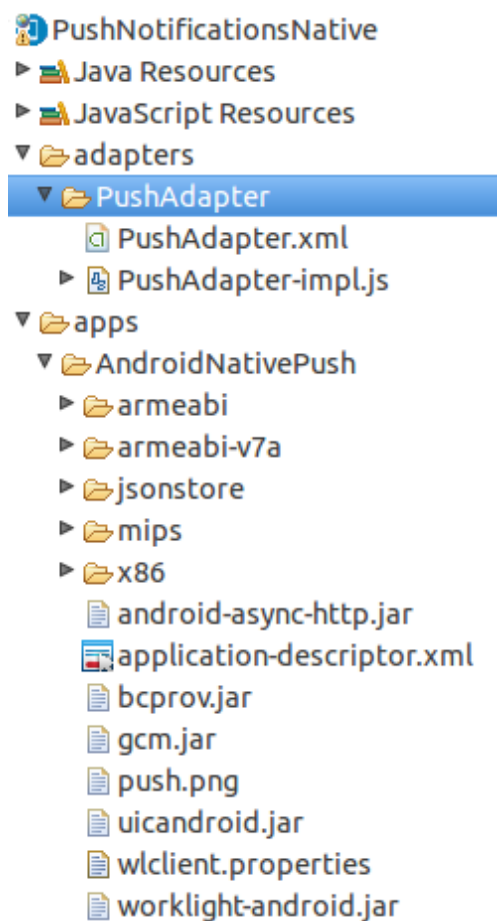 PushNotificationsNative
Java Resources
JavaScript Resources
adapters
PushAdapter
PushAdapter.xml
PushAdapter-impl.js
apps
AndroidNativePush
armeabi
armeabi-v7a
jsonstore
mips
x86
android-async-http.jar
application-descriptor.xml
bcprov.jar
gcm.jar
push.png
uicandroid.jar
wlclient.properties
worklight-android.jar